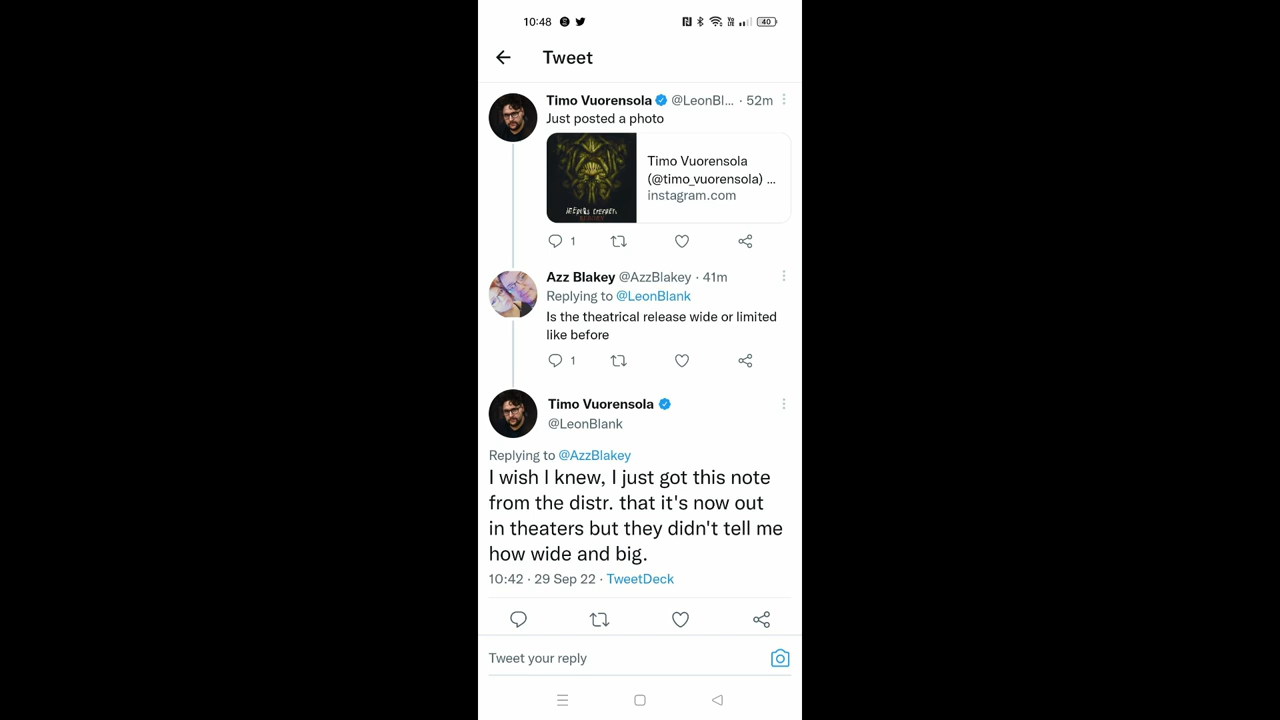 10:48
40
Tweet
Timo Vuorensola @LeonBl... · 52m
Just posted a photo
Timo Vuorensola
(@timo_vuorensola) ...
instagram.com
JEEPERS CREEPERS
1
Azz Blakey @AzzBlakey · 41m
Replying to @LeonBlank
Is the theatrical release wide or limited
like before
1
Timo Vuorensola
@LeonBlank
Replying to @AzzBlakey
I wish I knew, I just got this note
from the distr. that it's now out
in theaters but they didn't tell me
how wide and big.
10:42 · 29 Sep 22 · TweetDeck
Tweet your reply